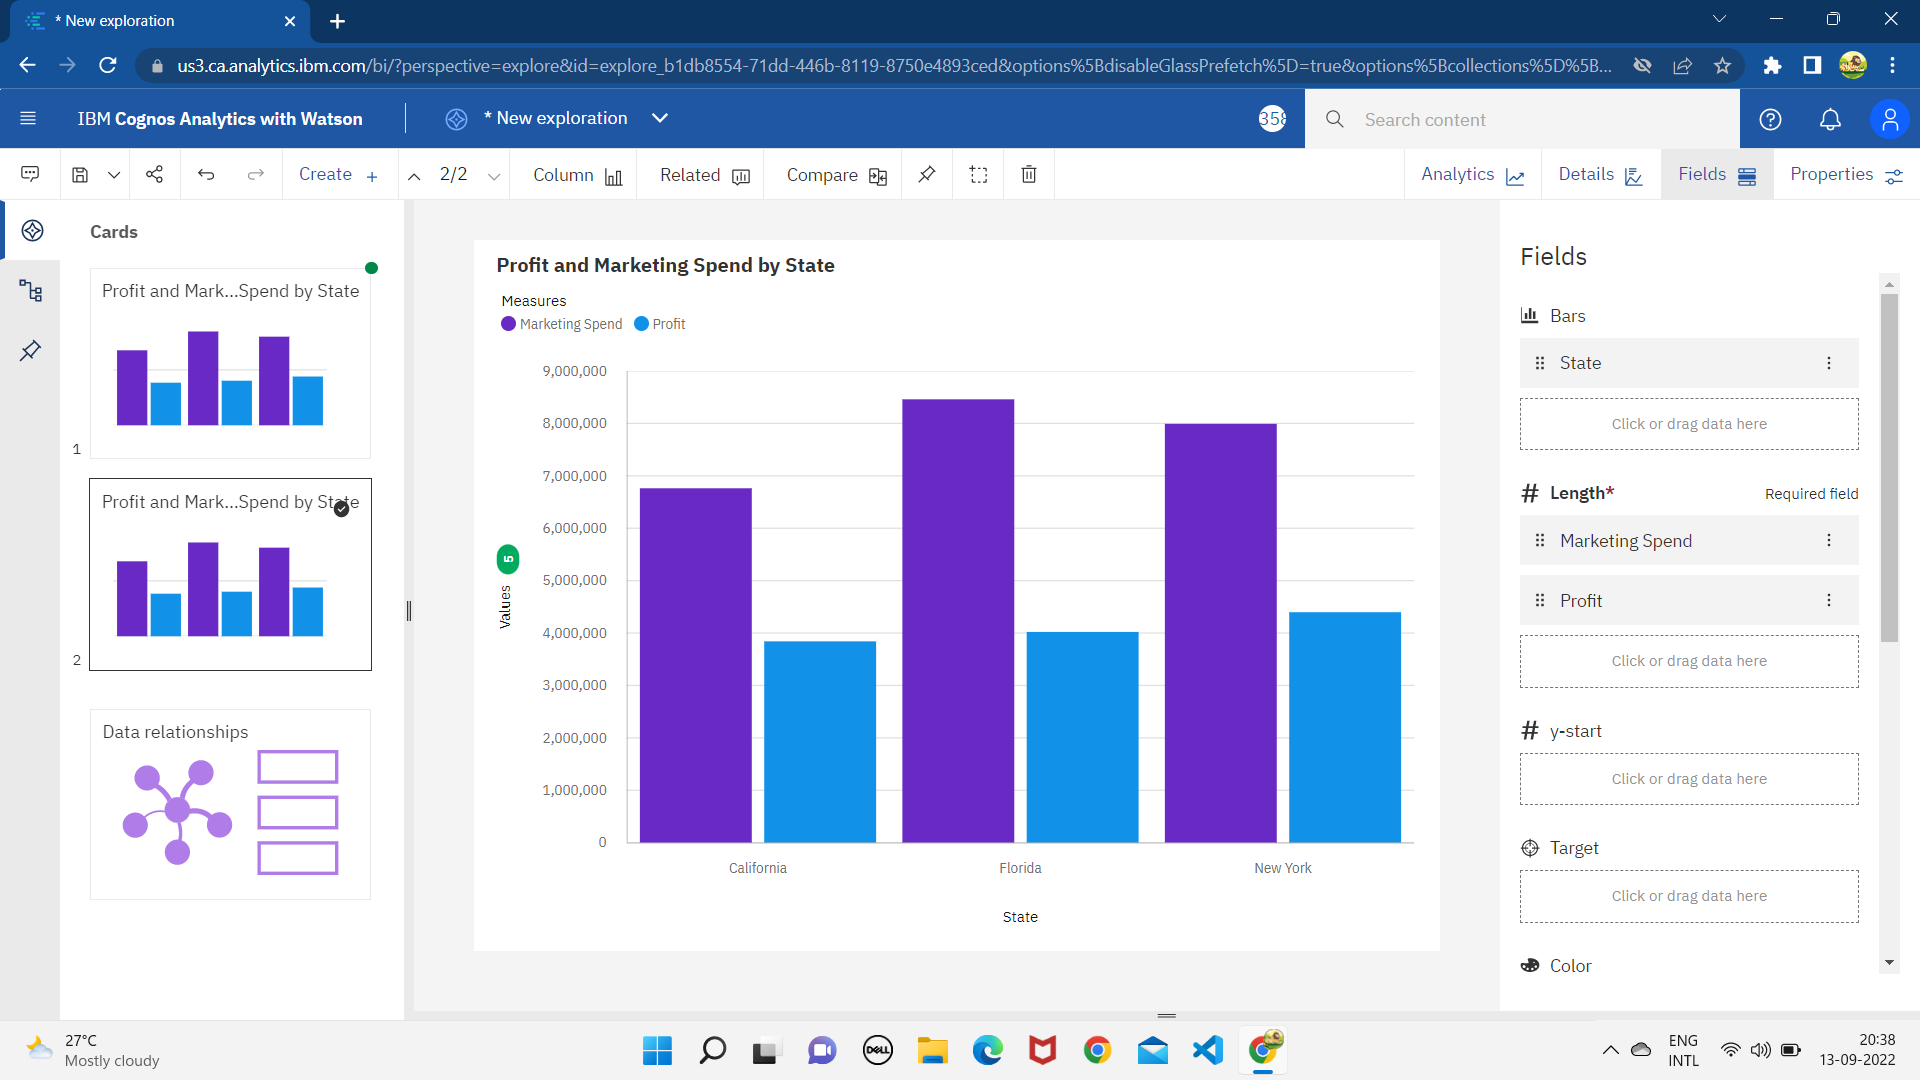 * New exploration
us3.ca.analytics.ibm.com/bi/?perspective=explore&id=explore_b1db8554-71dd-446b-8119-8750e4893ced&options%5BdisableGlassPrefetch%5D=true&options%5Bcollections%5D%5B...
IBM Cognos Analytics with Watson
* New exploration
358
Search content
Create
2/2
Column
Related
Compare
Analytics
Details
Fields
Properties
Cards
Profit and Mark...Spend by State
1
Profit and Mark...Spend by State
2
Data relationships
Profit and Marketing Spend by State
Measures
Marketing Spend
Profit
9,000,000
8,000,000
7,000,000
6,000,000
5,000,000
4,000,000
3,000,000
2,000,000
1,000,000
0
Values
5
California
Florida
New York
State
Fields
Bars
State
Click or drag data here
Length*
Required field
Marketing Spend
Profit
Click or drag data here
y-start
Click or drag data here
Target
Click or drag data here
Color
27°C
Mostly cloudy
DELL
ENG
INTL
20:38
13-09-2022